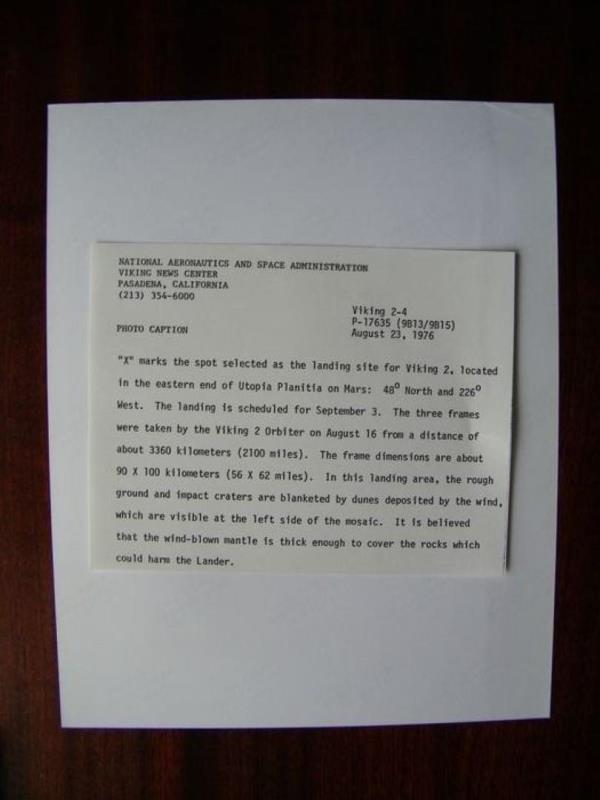 NATIONAL AERONAUTICS AND SPACE ADMINISTRATION
VIKING NEWS CENTER
PASADENA, CALIFORNIA
(213) 354-6000
Viking 2-4
P-17635 (9B13/9B15)
August 23, 1976
PHOTO CAPTION
"X" marks the spot selected as the landing site for Viking 2, located
in the eastern end of Utopia Planitia on Mars: 48° North and 226°
West. The landing is scheduled for September 3. The three frames
were taken by the Viking 2 Orbiter on August 16 from a distance of
about 3360 kilometers (2100 miles). The frame dimensions are about
90 X 100 kilometers (56 X 62 miles). In this landing area, the rough
ground and impact craters are blanketed by dunes deposited by the wind,
which are visible at the left side of the mosaic. It is believed
that the wind-blown mantle is thick enough to cover the rocks which
could harm the Lander.